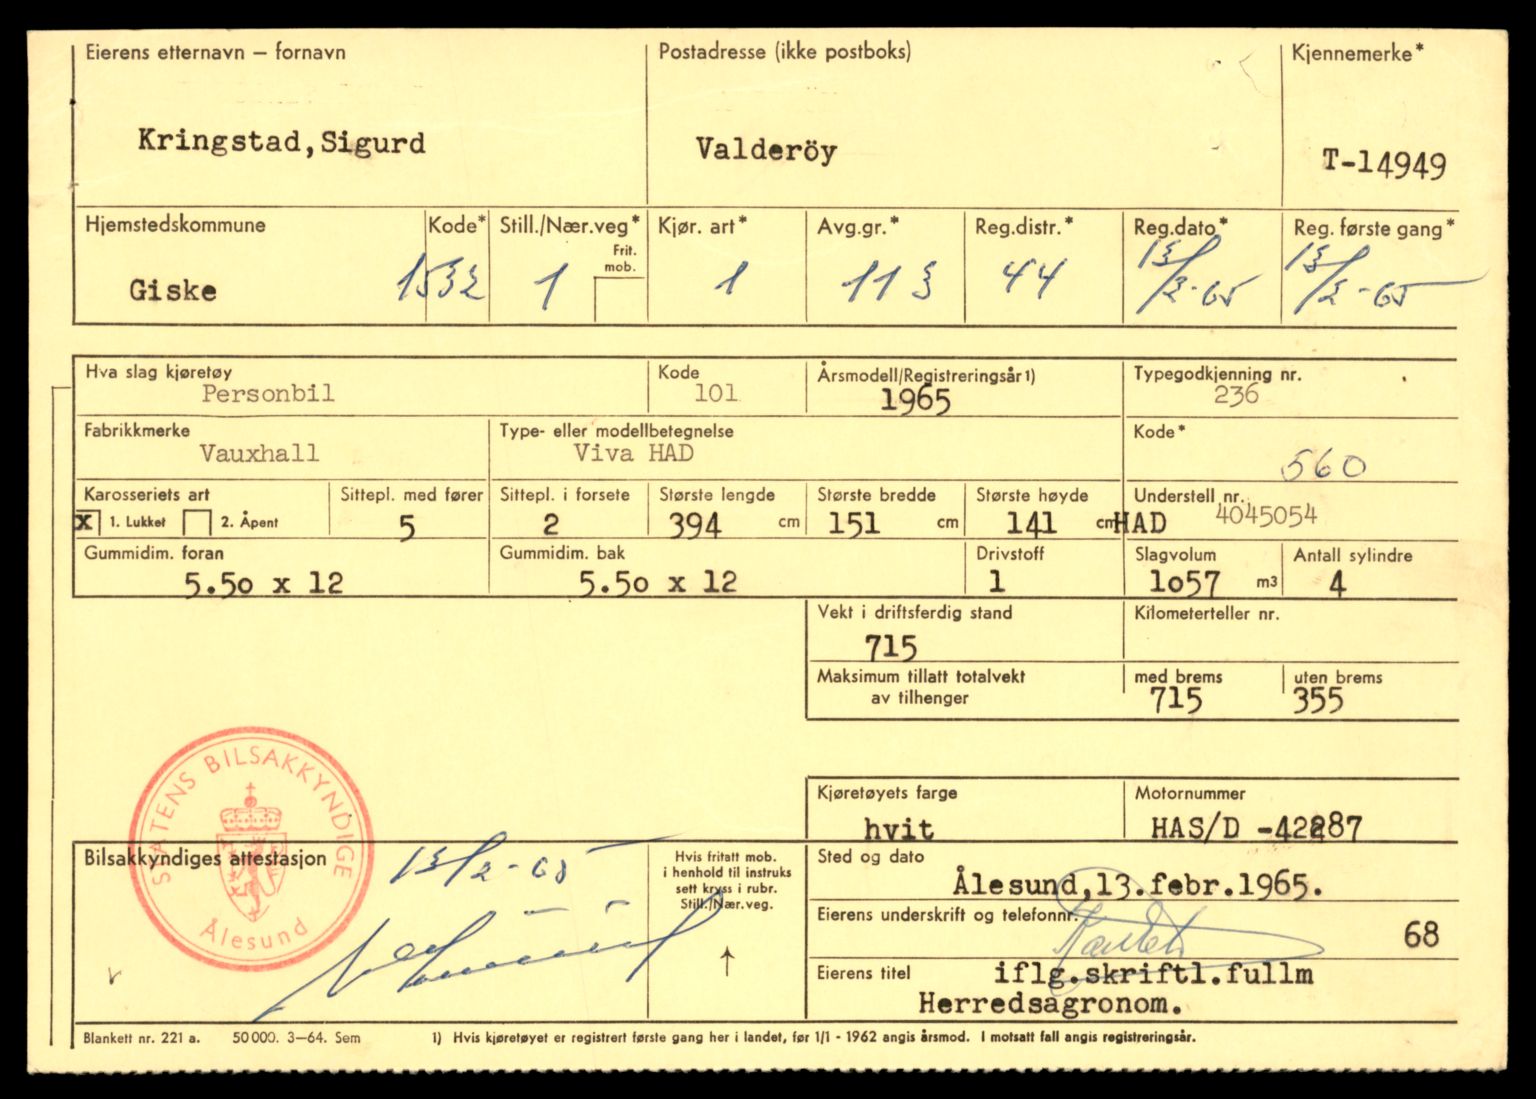 Eierens etternavn — fornavn Postadresse (ikke postboks) Kjennemerke*
Kringstad,Sigurd Valderöy T-14949
Hjemstedskommune Kode* Still./Nær.veg* Kjør. art* Avg.gr.* Reg.distr.* Reg.dato* Reg. første gang*
Frit.
mob.
Giske 1532 1 1 113 44 13/2-65 13/2-65
Hva slag kjøretøy Kode Årsmodell/Registreringsår1) Typegodkjenning nr.
Personbil 101 1965 236
Fabrikkmerke Type- eller modellbetegnelse Kode*
Vauxhall Viva HAD 560
Karosseriets art Sittepl. med fører Sittepl. i forsete Største lengde Største bredde Største høyde Understell nr.
x 1. Lukket 2. Åpent 5 2 394 cm 151 cm 141 cm HAD 4045054
Gummidim. foran Gummidim. bak Drivstoff Slagvolum Antall sylindre
5.5o x 12 5.5o x 12 1 1o57 m3 4
Vekt i driftsferdig stand Kilometerteller nr.
715
Maksimum tillatt totalvekt med brems uten brems
av tilhenger 715 355
STATENS BILSAKKYNDIGE
Ålesund
Kjøretøyets farge Motornummer
hvit HAS/D -42287
Bilsakkyndiges attestasjon 13/2-65
Hvis fritatt mob.
i henhold til instruks
sett kryss i rubr.
Still./Nær.veg.
Sted og dato
Ålesund,13.febr.1965.
Eierens underskrift og telefonnr.
68
Eierens titel iflg.skriftl.fullm
Herredsagronom.
Blankett nr. 221 a. 50 000. 3—64. Sem 1) Hvis kjøretøyet er registrert første gang her i landet, før 1/1 - 1962 angis årsmod. I motsatt fall angis registreringsår.